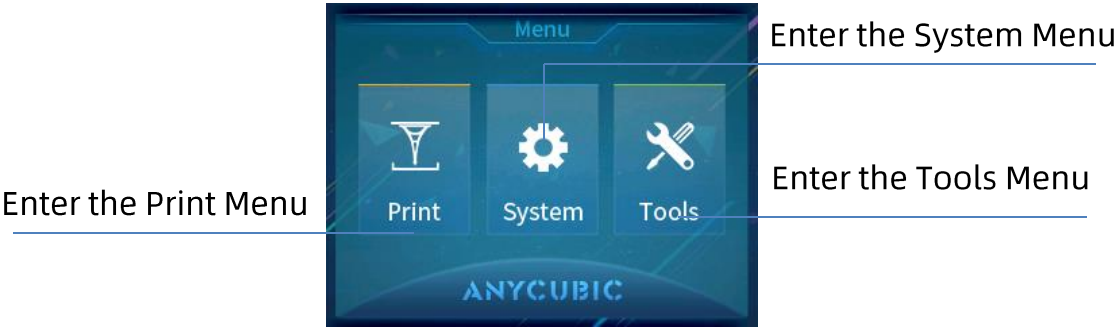 Menu
Enter the System Menu
Enter the Tools Menu
Enter the Print Menu
Print
System
Tools
ANYCUBIC